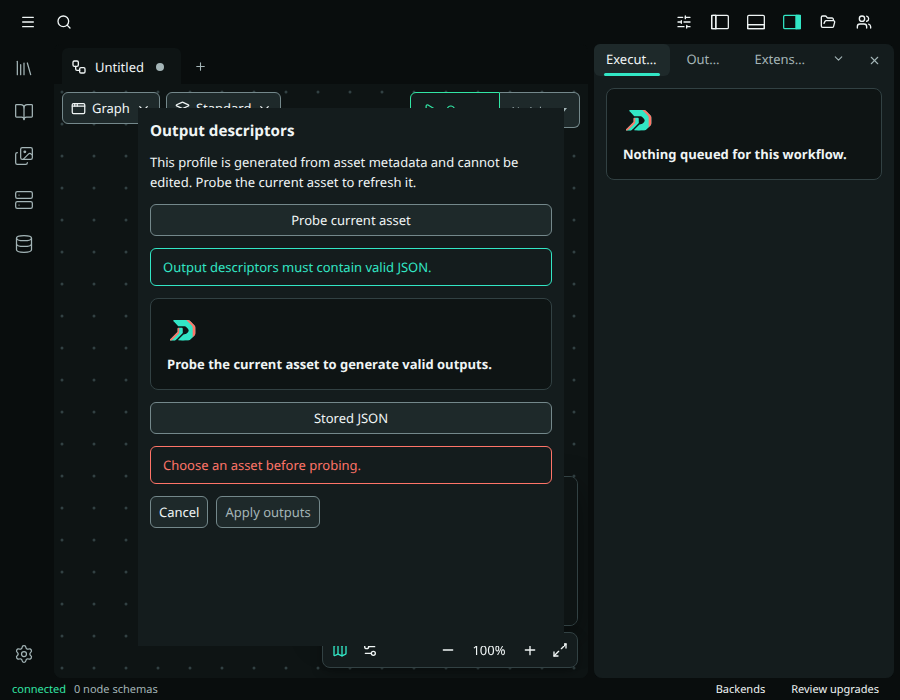 Untitled
Execut...
Out...
Extens...
Graph
Standard
Output descriptors
This profile is generated from asset metadata and cannot be
edited. Probe the current asset to refresh it.
Probe current asset
Output descriptors must contain valid JSON.
Probe the current asset to generate valid outputs.
Stored JSON
Choose an asset before probing.
Cancel
Apply outputs
Nothing queued for this workflow.
100%
connected
0 node schemas
Backends
Review upgrades